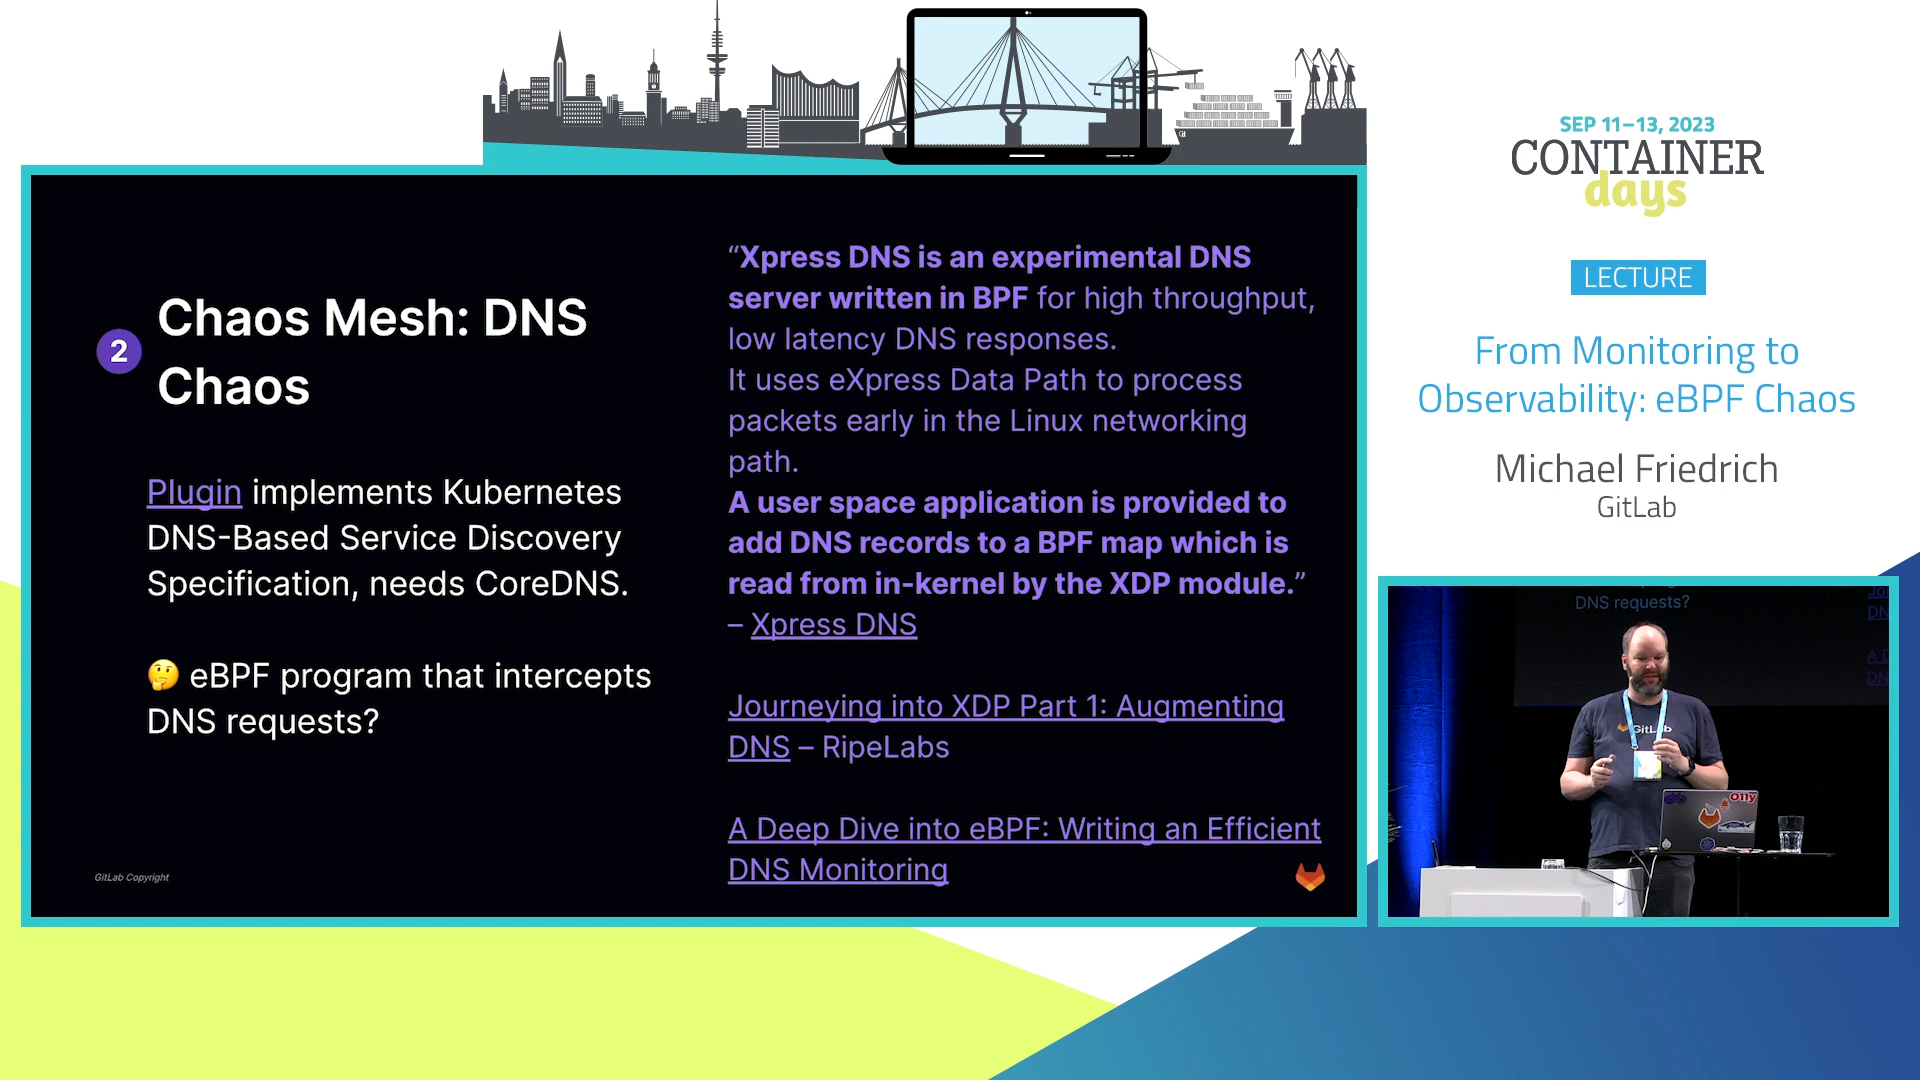 SEP 11–13, 2023
CONTAINER
days
LECTURE
From Monitoring to
Observability: eBPF Chaos
Michael Friedrich
GitLab
2
Chaos Mesh: DNS
Chaos
Plugin implements Kubernetes
DNS-Based Service Discovery
Specification, needs CoreDNS.
🤔 eBPF program that intercepts
DNS requests?
“Xpress DNS is an experimental DNS
server written in BPF for high throughput,
low latency DNS responses.
It uses eXpress Data Path to process
packets early in the Linux networking
path.
A user space application is provided to
add DNS records to a BPF map which is
read from in-kernel by the XDP module.”
– Xpress DNS
Journeying into XDP Part 1: Augmenting
DNS – RipeLabs
A Deep Dive into eBPF: Writing an Efficient
DNS Monitoring
GitLab Copyright
DNS requests?
DN
A D
DN
GitLab
O11y